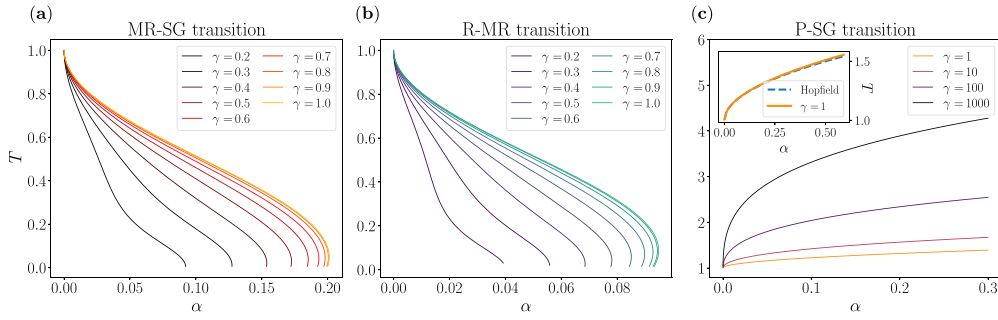 (a)
MR-SG transition
T
1.0
0.8
0.6
0.4
0.2
0.0
0.00
0.05
0.10
0.15
0.20
α
γ = 0.2
γ = 0.3
γ = 0.4
γ = 0.5
γ = 0.6
γ = 0.7
γ = 0.8
γ = 0.9
γ = 1.0
(b)
R-MR transition
1.0
0.8
0.6
0.4
0.2
0.0
0.00
0.02
0.04
0.06
0.08
α
γ = 0.2
γ = 0.3
γ = 0.4
γ = 0.5
γ = 0.6
γ = 0.7
γ = 0.8
γ = 0.9
γ = 1.0
(c)
P-SG transition
6
5
4
3
2
1
0.0
0.1
0.2
0.3
α
γ = 1
γ = 10
γ = 100
γ = 1000
Hopfield
γ = 1
1.5
T
1.0
0.00
0.25
0.50
α